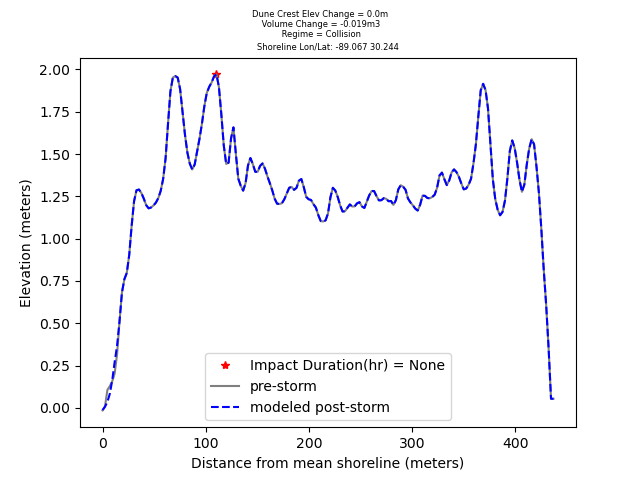 Dune Crest Elev Change = 0.0m
Volume Change = -0.019m3
Regime = Collision
Shoreline Lon/Lat: -89.067 30.244
2.00
1.75
1.50
1.25
1.00
0.75
0.50
0.25
0.00
Elevation (meters)
Impact Duration(hr) = None
pre-storm
modeled post-storm
0
100
200
300
400
Distance from mean shoreline (meters)